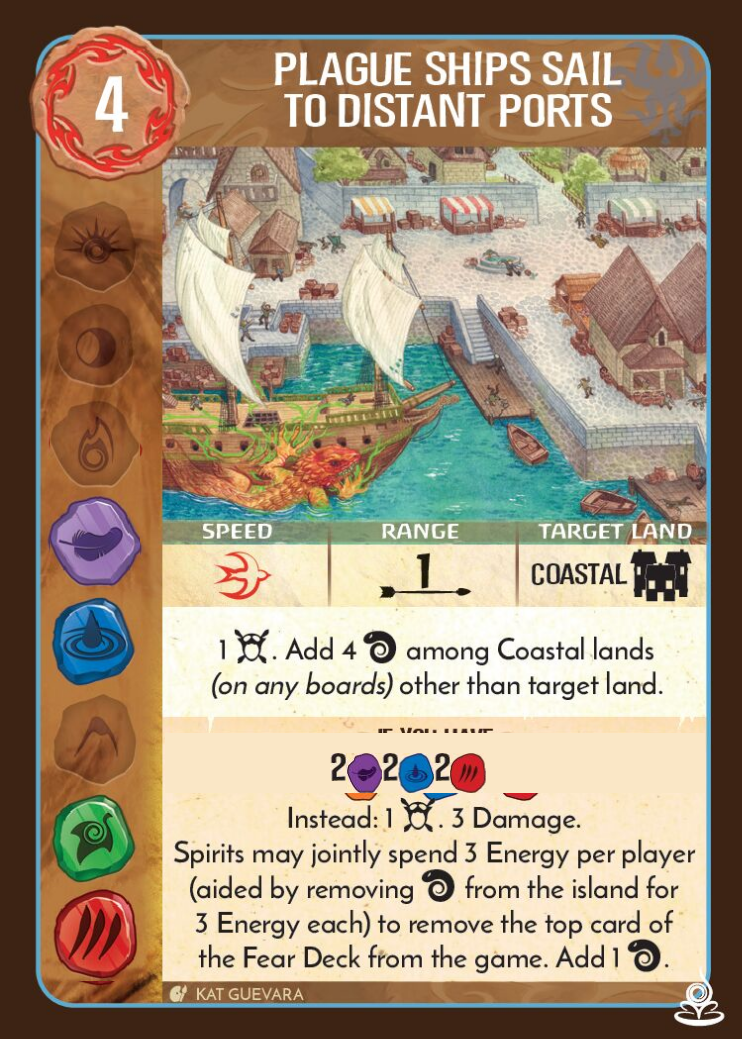 4
PLAGUE SHIPS SAIL
TO DISTANT PORTS
SPEED RANGE TARGET LAND
1 COASTAL
1 . Add 4 among Coastal lands
(on any boards) other than target land.
IF YOU HAVE
2 2 2
Instead: 1 . 3 Damage.
Spirits may jointly spend 3 Energy per player
(aided by removing from the island for
3 Energy each) to remove the top card of
the Fear Deck from the game. Add 1 .
KAT GUEVARA